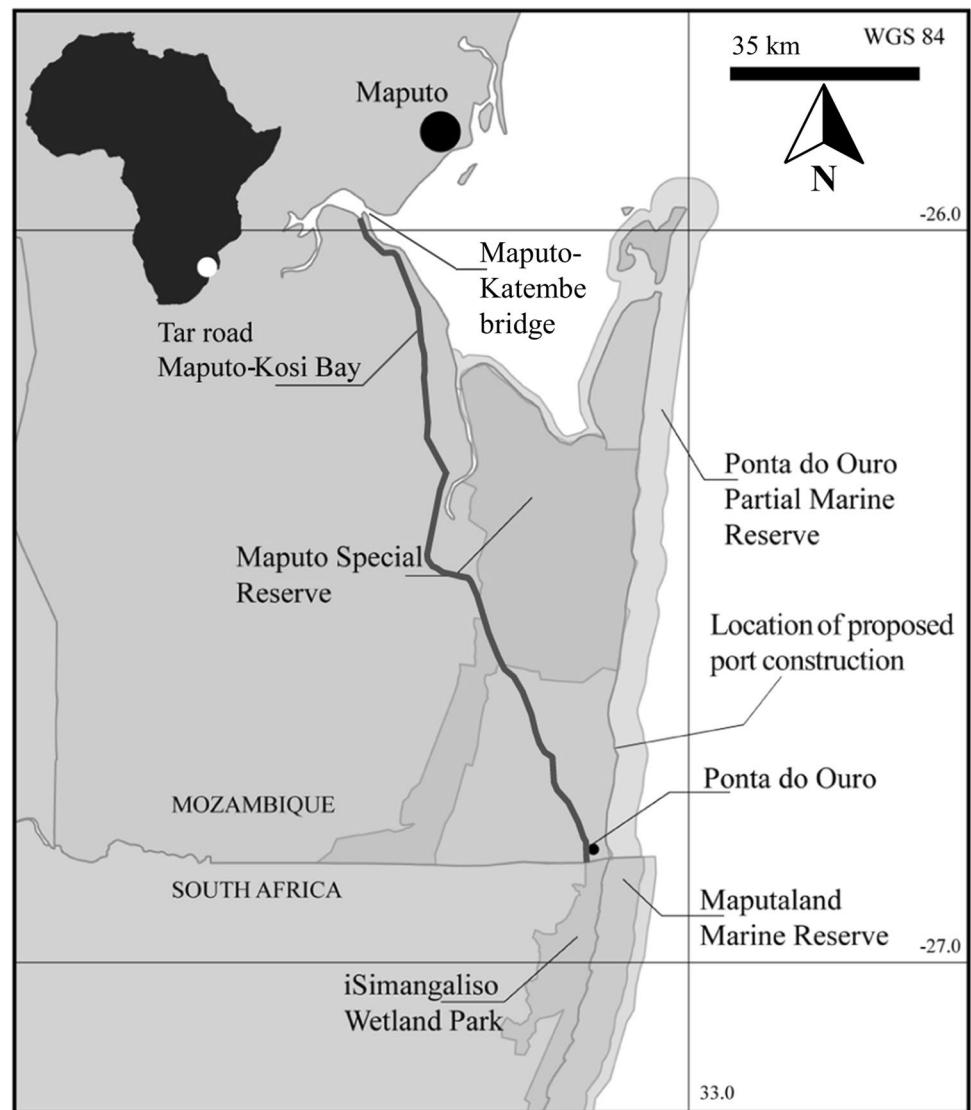 35 km
WGS 84
Maputo
N
-26.0
Maputo-
Katembe
bridge
Tar road
Maputo-Kosi Bay
Ponta do Ouro
Partial Marine
Reserve
Maputo Special
Reserve
Location of proposed
port construction
Ponta do Ouro
MOZAMBIQUE
SOUTH AFRICA
Maputaland
Marine Reserve
-27.0
iSimangaliso
Wetland Park
33.0